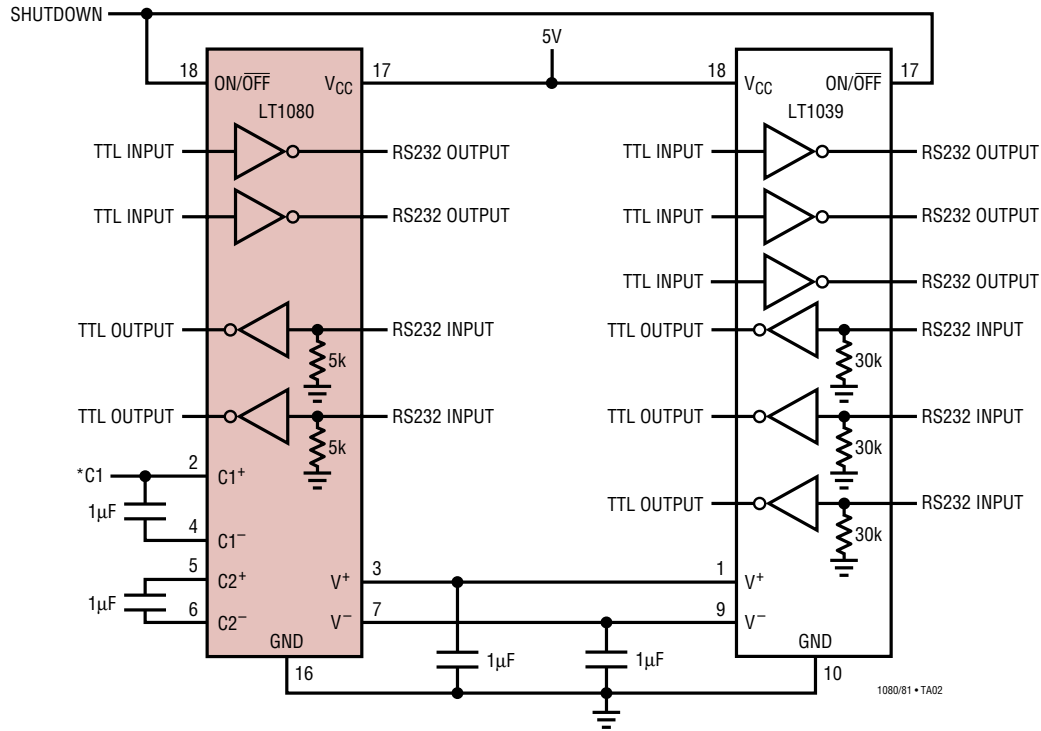 SHUTDOWN
5V
18 ON/OFF VCC 17
18 VCC ON/OFF 17
LT1080
LT1039
TTL INPUT RS232 OUTPUT
TTL INPUT RS232 OUTPUT
TTL INPUT RS232 OUTPUT
TTL INPUT RS232 OUTPUT
TTL INPUT RS232 OUTPUT
TTL OUTPUT RS232 INPUT
5k
TTL OUTPUT RS232 INPUT
30k
TTL OUTPUT RS232 INPUT
5k
TTL OUTPUT RS232 INPUT
30k
TTL OUTPUT RS232 INPUT
30k
*C1 2 C1+
1µF
4 C1−
5 C2+
1µF
6 C2−
V+ 3
1 V+
V− 7
9 V−
GND
16
1µF
1µF
GND
10
1080/81 • TA02